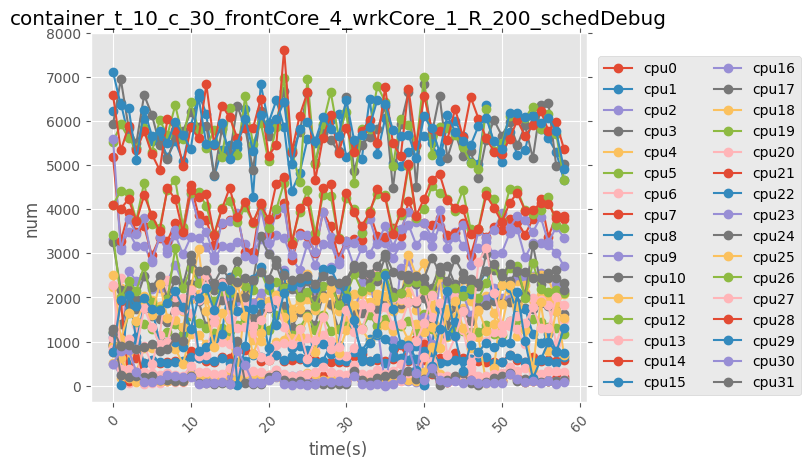 container_t_10_c_30_frontCore_4_wrkCore_1_R_200_schedDebug
8000
7000
6000
5000
4000
3000
2000
1000
0
num
0
10
20
30
40
50
60
time(s)
cpu0
cpu1
cpu2
cpu3
cpu4
cpu5
cpu6
cpu7
cpu8
cpu9
cpu10
cpu11
cpu12
cpu13
cpu14
cpu15
cpu16
cpu17
cpu18
cpu19
cpu20
cpu21
cpu22
cpu23
cpu24
cpu25
cpu26
cpu27
cpu28
cpu29
cpu30
cpu31